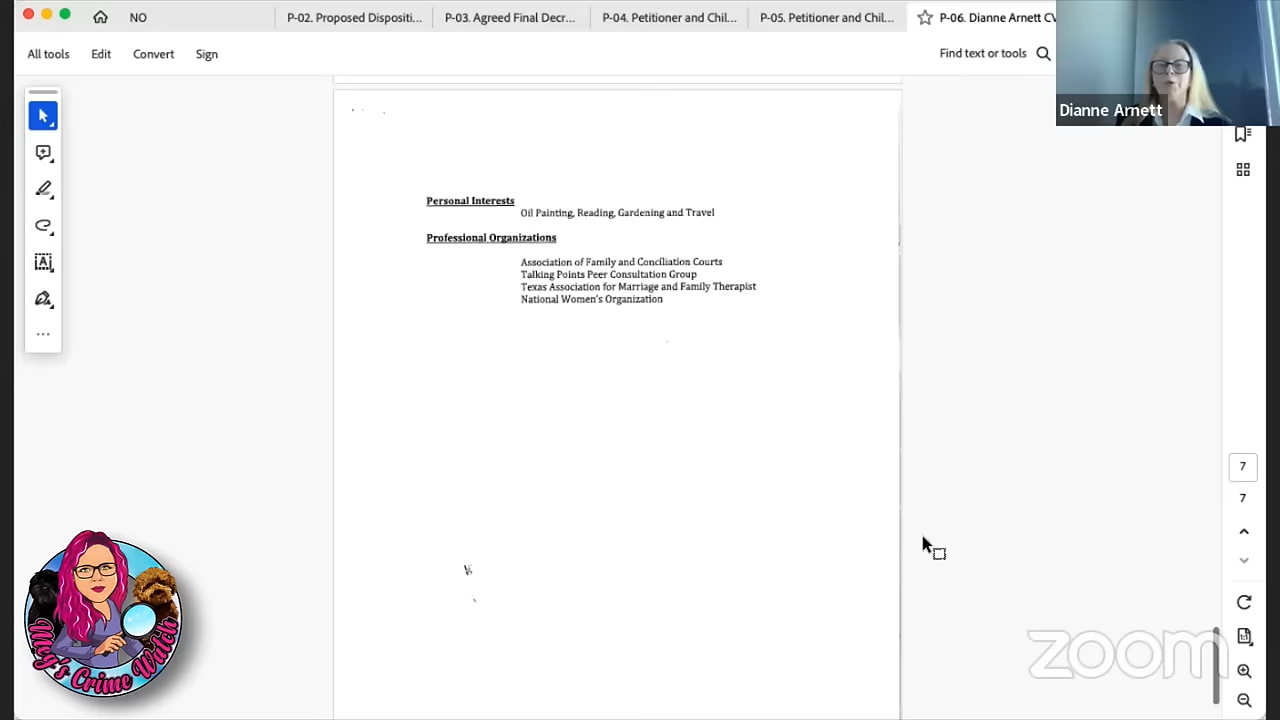 NO
P-02. Proposed Dispositi...
P-03. Agreed Final Decr...
P-04. Petitioner and Chil...
P-05. Petitioner and Chil...
P-06. Dianne Arnett CV
All tools
Edit
Convert
Sign
Find text or tools
Dianne Arnett
Personal Interests
Oil Painting, Reading, Gardening and Travel
Professional Organizations
Association of Family and Conciliation Courts
Talking Points Peer Consultation Group
Texas Association for Marriage and Family Therapist
National Women's Organization
7
7
Meg's Crime Watch
zoom